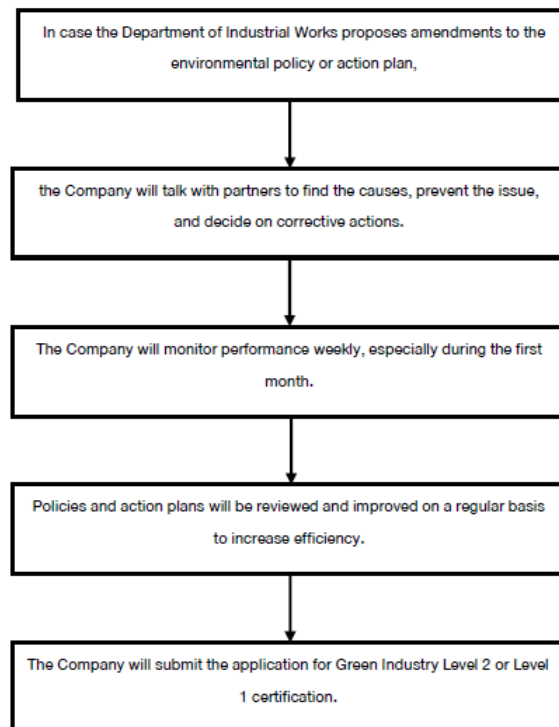 In case the Department of Industrial Works proposes amendments to the
environmental policy or action plan,
the Company will talk with partners to find the causes, prevent the issue,
and decide on corrective actions.
The Company will monitor performance weekly, especially during the first
month.
Policies and action plans will be reviewed and improved on a regular basis
to increase efficiency.
The Company will submit the application for Green Industry Level 2 or Level
1 certification.